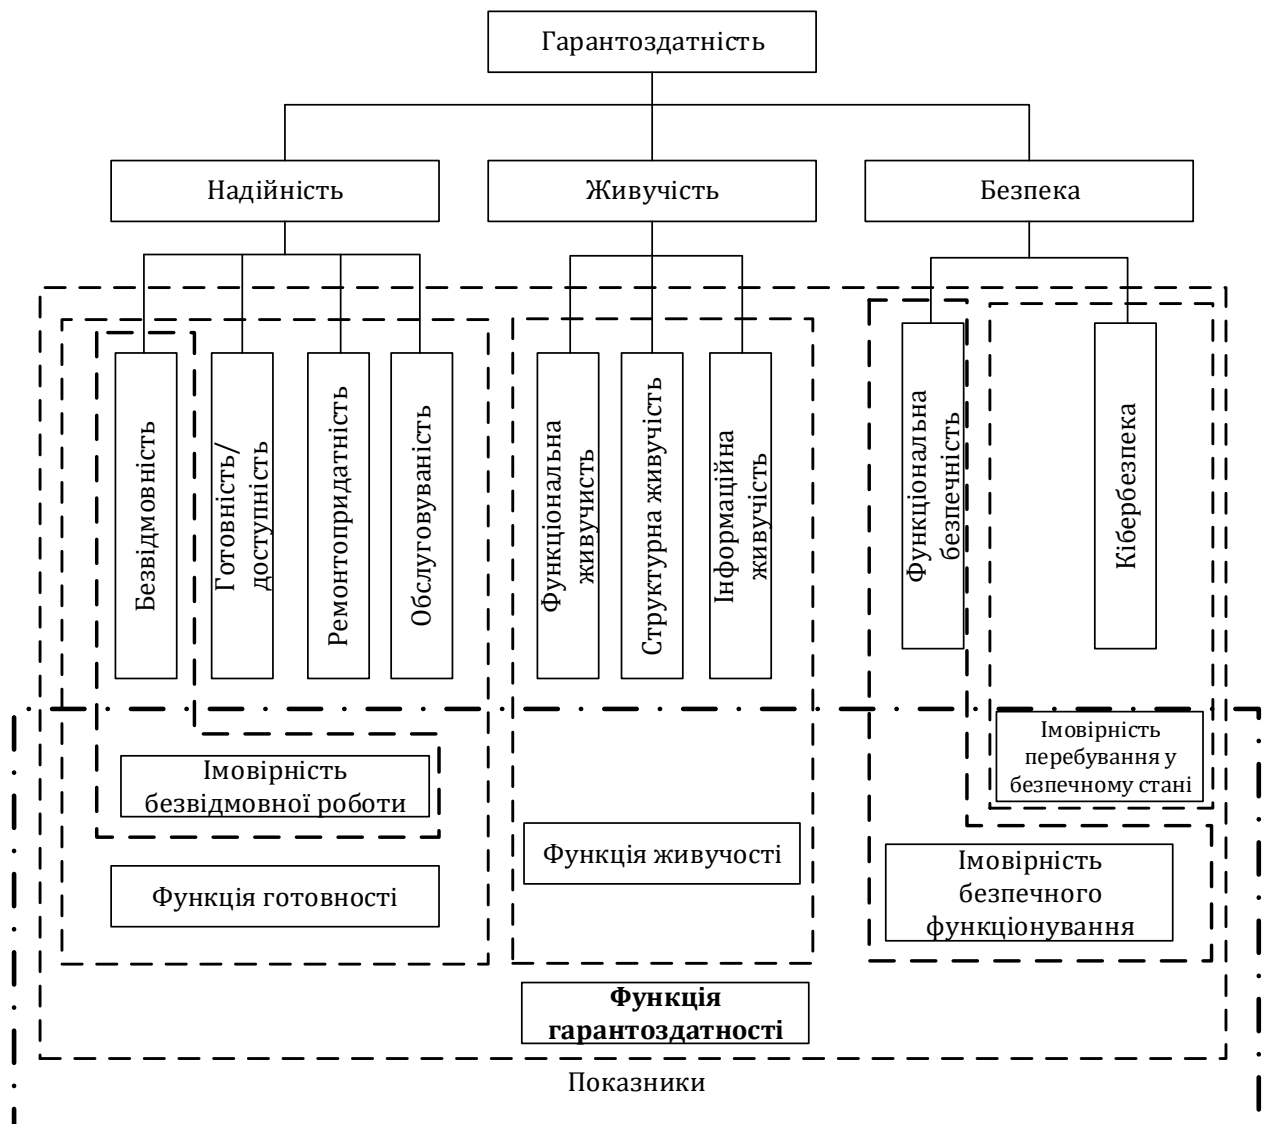 Гарантоздатність
Надійність
Живучість
Безпека
Безвідмовність
Готовність/
доступність
Ремонтопридатність
Обслуговуваність
Функціональна
живучисть
Структурна живучість
Інформаційна
живучість
Функціональна
безпечність
Кібербезпека
Імовірність
перебування у
безпечному стані
Імовірність
безвідмовної роботи
Функція живучості
Імовірність
безпечного
функціонування
Функція готовності
Функція
гарантоздатності
Показники